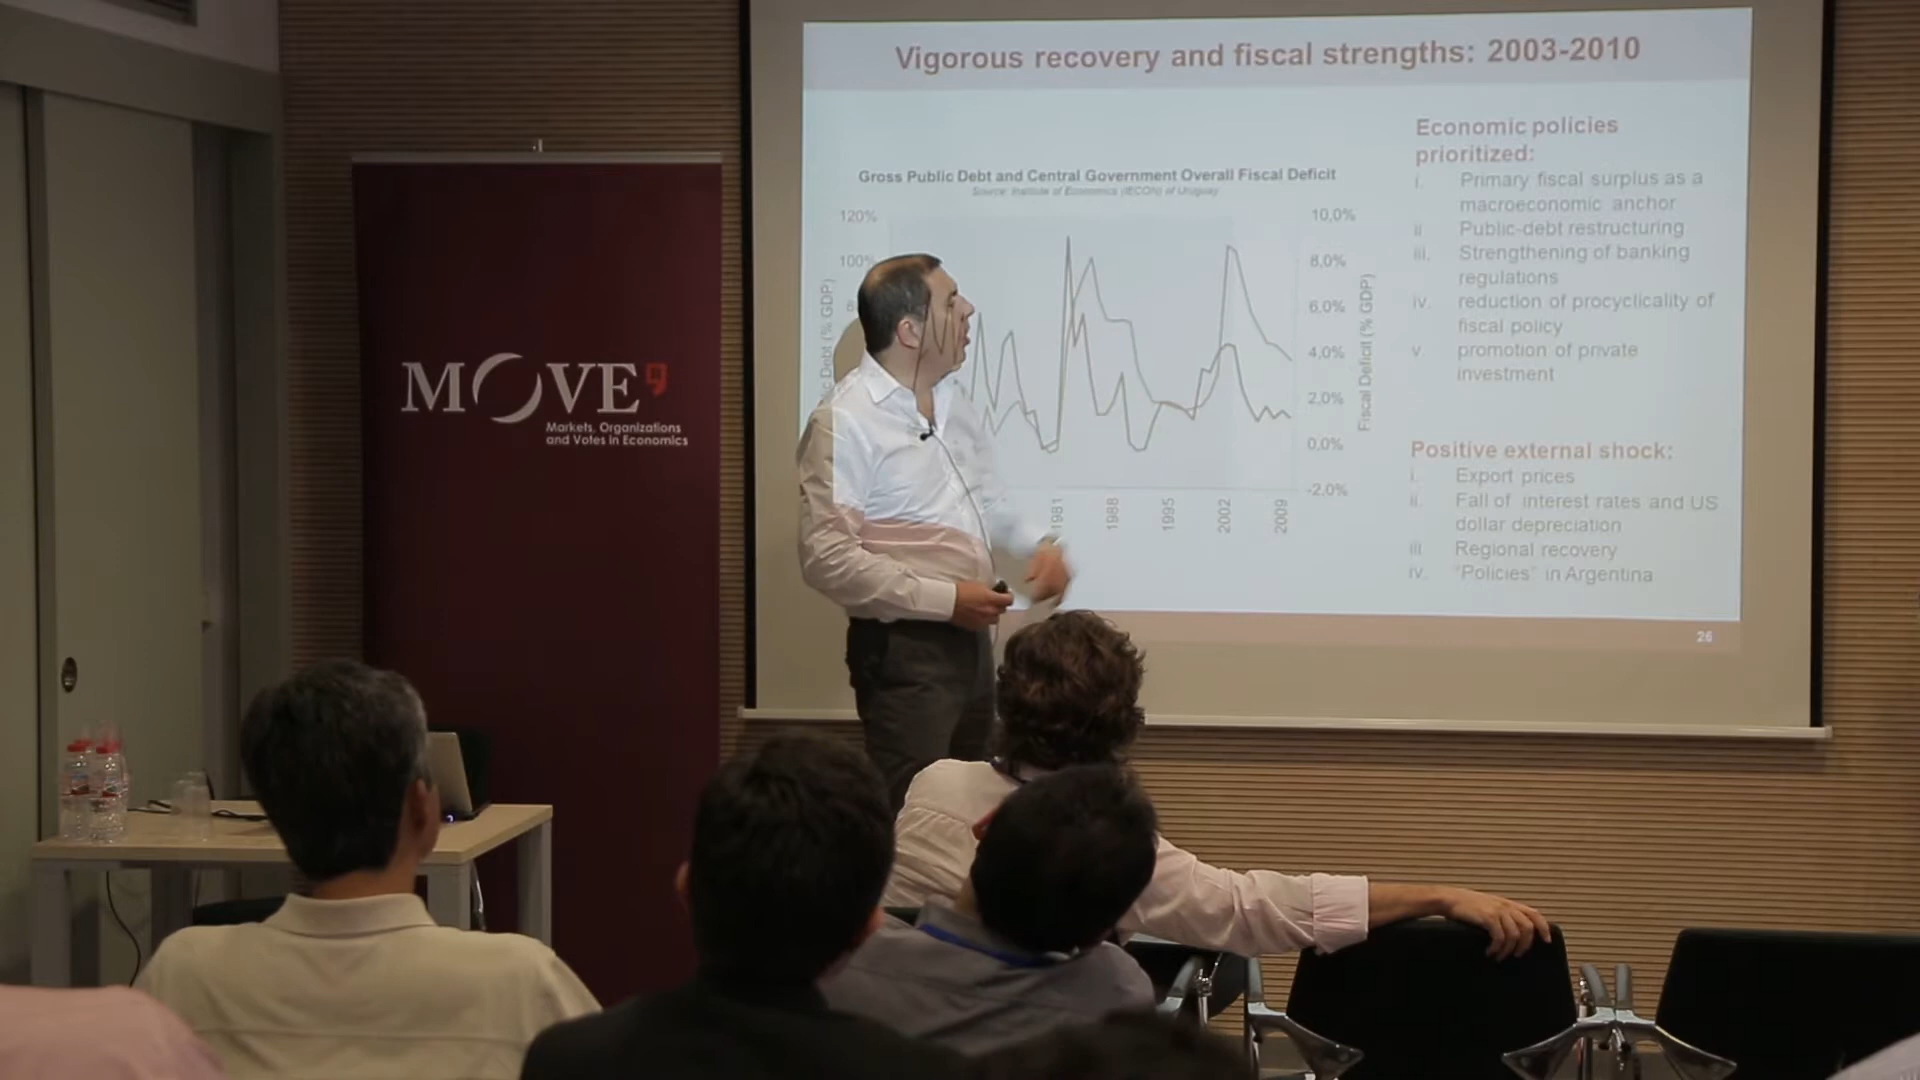 Vigorous recovery and fiscal strengths: 2003-2010
Gross Public Debt and Central Government Overall Fiscal Deficit
Source: Institute of Economics (IECON) of Uruguay
120%
100%
8
Debt (% GDP)
10,0%
8,0%
6,0%
4,0%
2,0%
0,0%
-2,0%
Fiscal Deficit (% GDP)
1981
1988
1995
2002
2009
Economic policies
prioritized:
i. Primary fiscal surplus as a
macroeconomic anchor
ii Public-debt restructuring
iii. Strengthening of banking
regulations
iv. reduction of procyclicality of
fiscal policy
v. promotion of private
investment
Positive external shock:
i. Export prices
ii. Fall of interest rates and US
dollar depreciation
iii. Regional recovery
iv. "Policies" in Argentina
26
MOVE
Markets, Organizations
and Votes in Economics